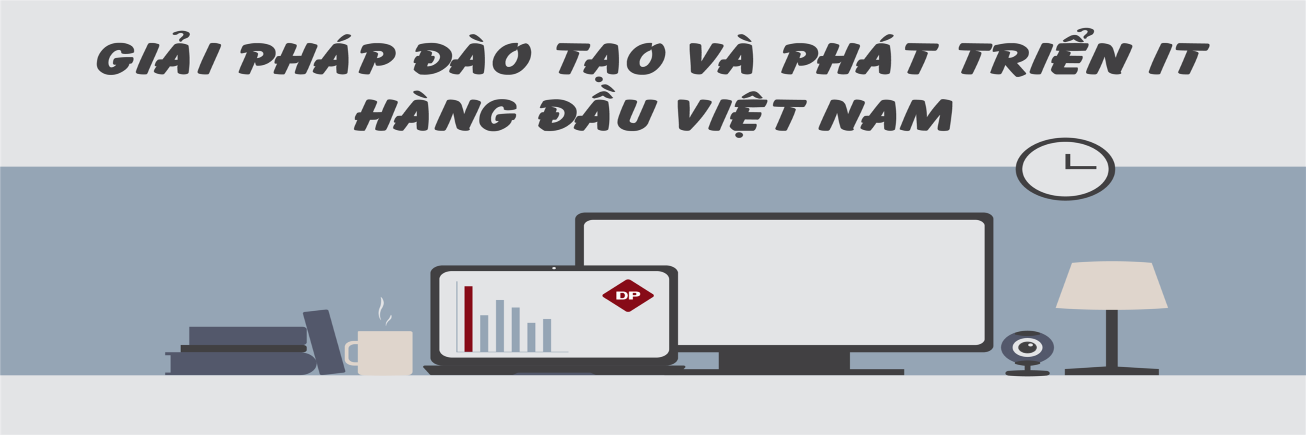 GIẢI PHÁP ĐÀO TẠO VÀ PHÁT TRIỂN IT
HÀNG ĐẦU VIỆT NAM
DP